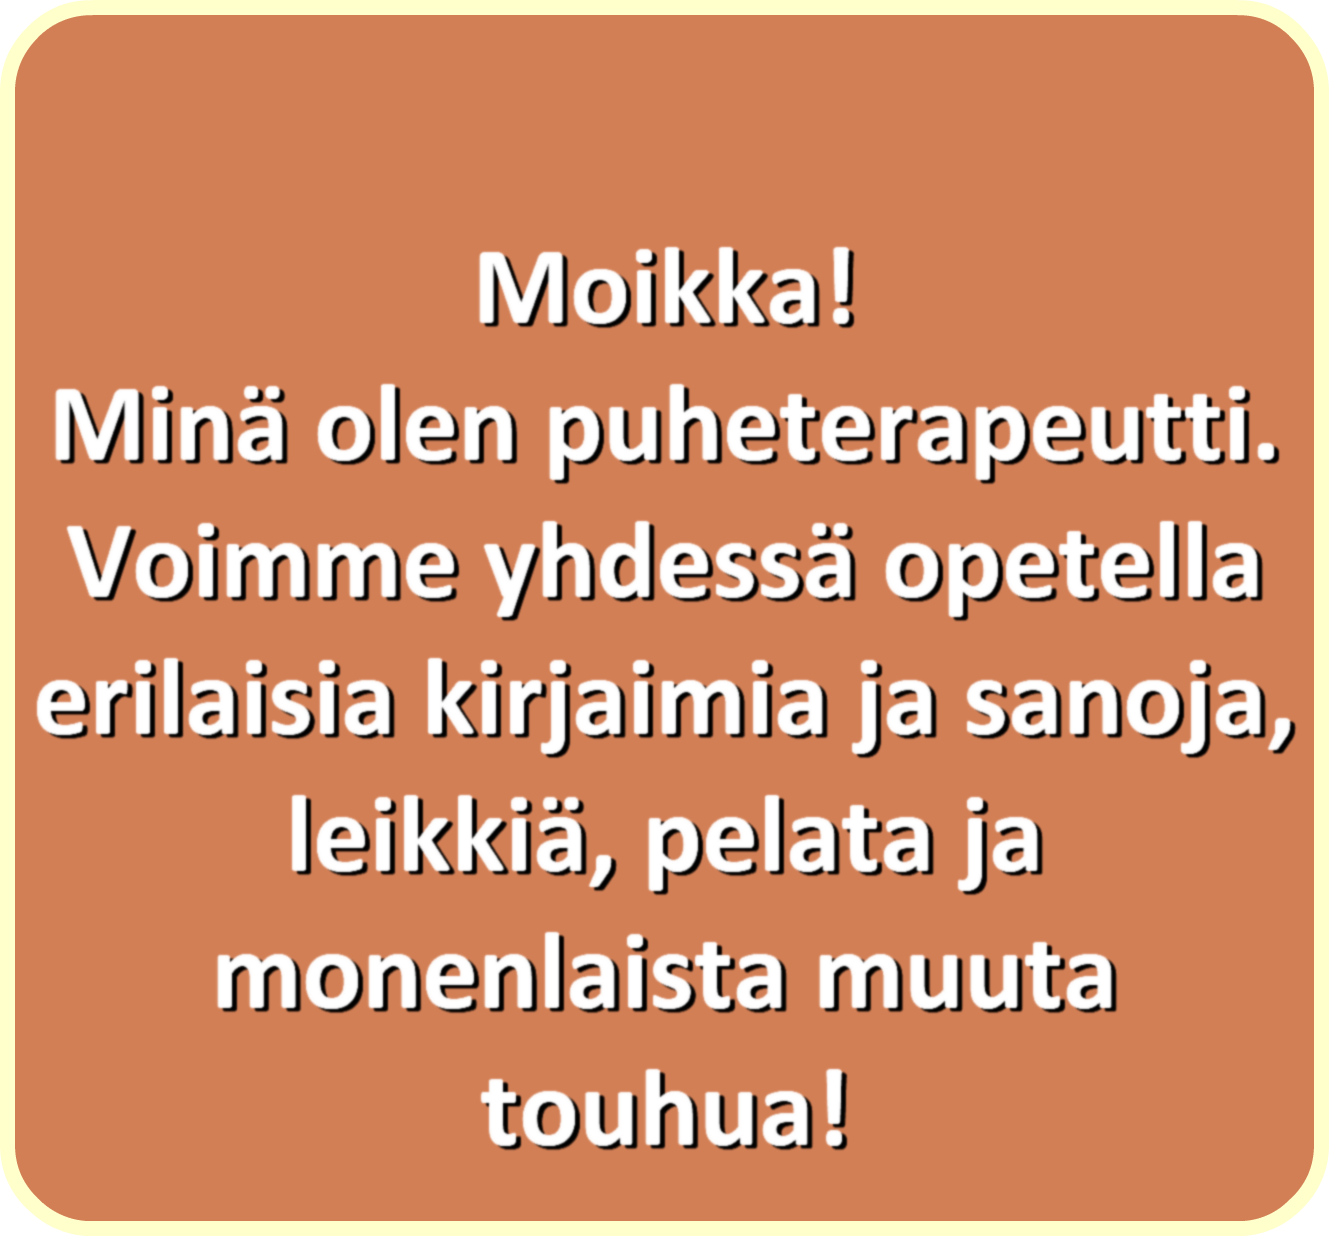 Moikka!
Minä olen puheterapeutti.
Voimme yhdessä opetella
erilaisia kirjaimia ja sanoja,
leikkiä, pelata ja
monenlaista muuta
touhua!